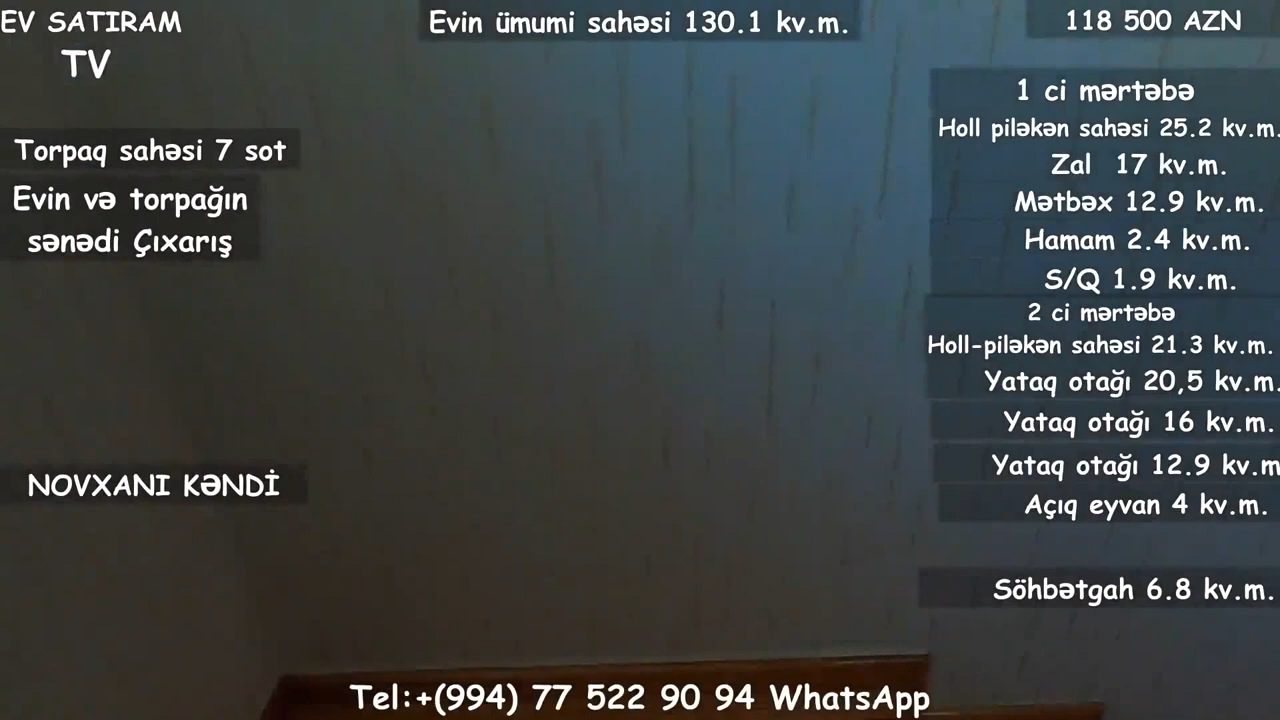 EV SATIRAM
TV
Evin ümumi sahəsi 130.1 kv.m.
118 500 AZN
Torpaq sahəsi 7 sot
Evin və torpağın
sənədi Çıxarış
NOVXANI KƏNDİ
1 ci mərtəbə
Holl piləkən sahəsi 25.2 kv.m.
Zal 17 kv.m.
Mətbəx 12.9 kv.m.
Hamam 2.4 kv.m.
S/Q 1.9 kv.m.
2 ci mərtəbə
Holl-piləkən sahəsi 21.3 kv.m.
Yataq otağı 20,5 kv.m.
Yataq otağı 16 kv.m.
Yataq otağı 12.9 kv.m
Açıq eyvan 4 kv.m.
Söhbətgah 6.8 kv.m.
Tel:+(994) 77 522 90 94 WhatsApp